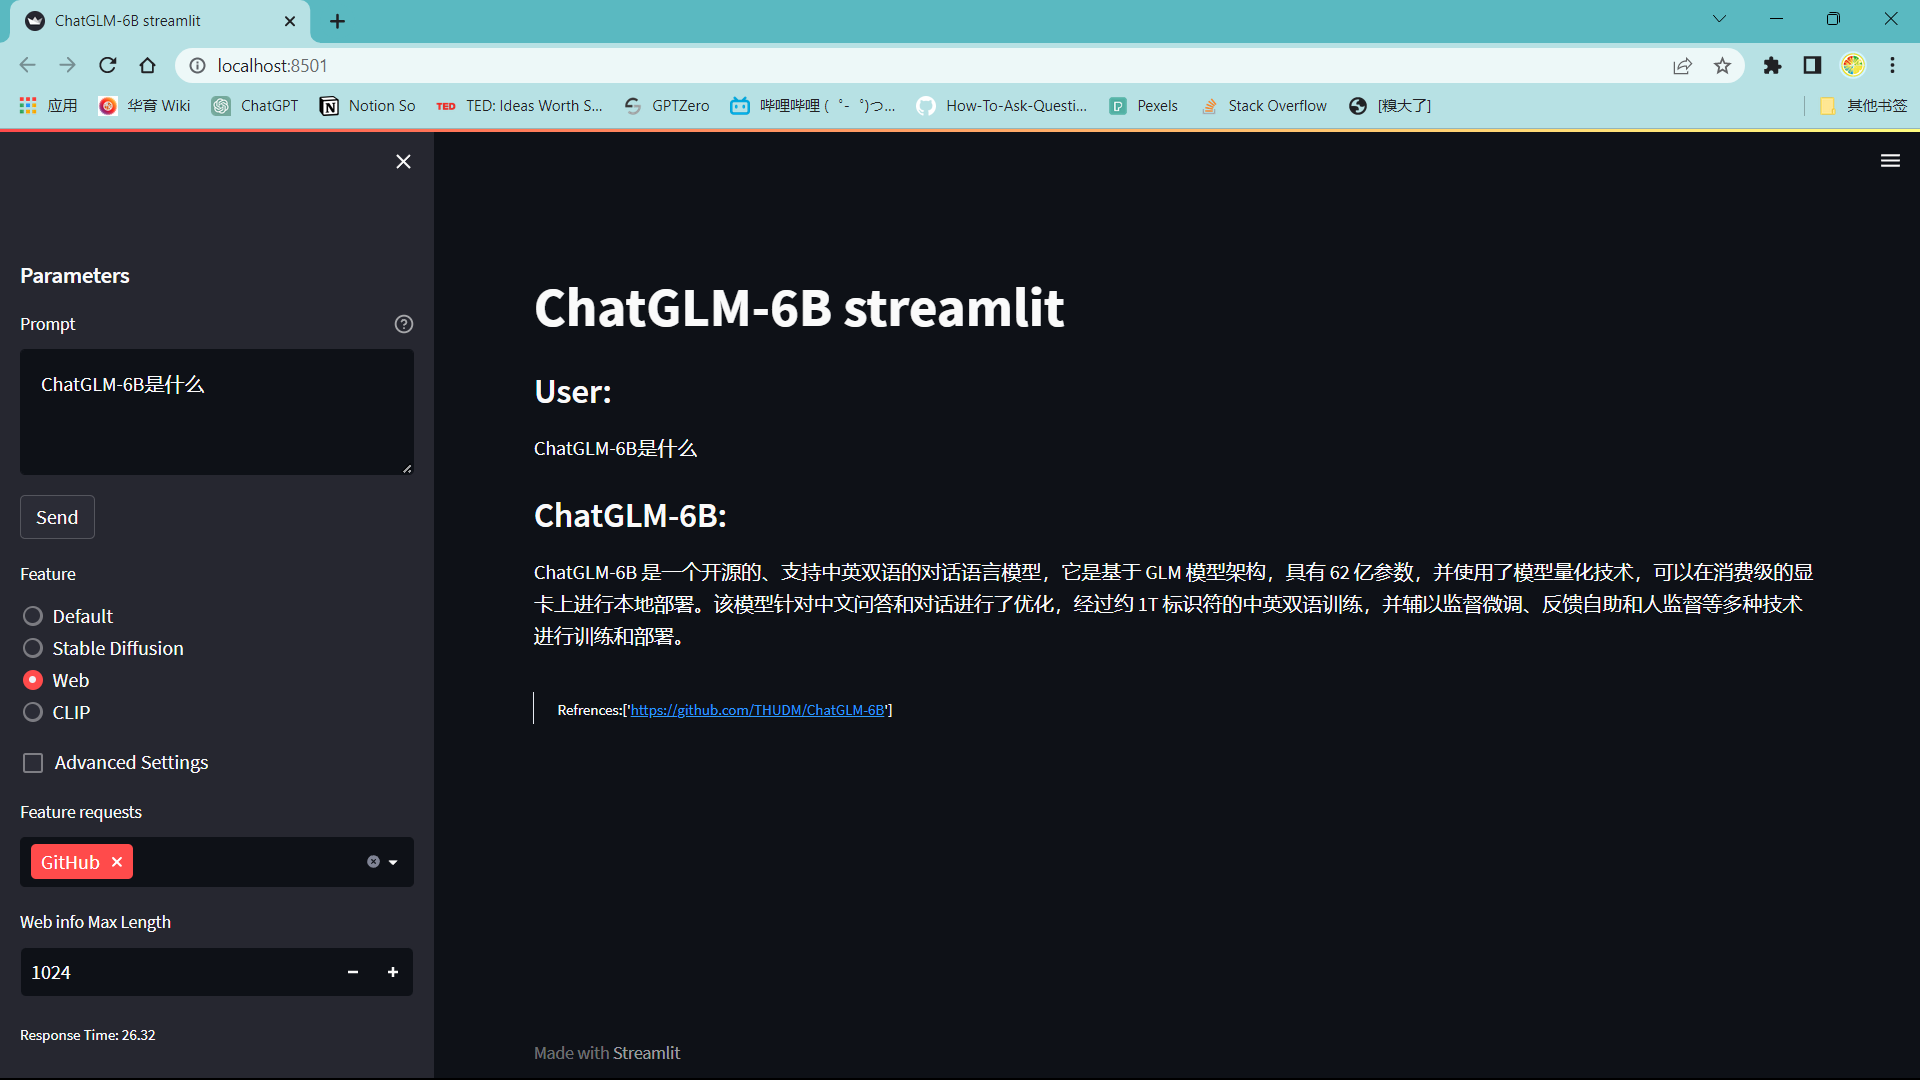 ChatGLM-6B streamlit
localhost:8501
应用
华育 Wiki
ChatGPT
Notion So
TED
TED: Ideas Worth S...
GPTZero
哔哩哔哩 (゜-゜)つ...
How-To-Ask-Questi...
Pexels
Stack Overflow
[糗大了]
其他书签
Parameters
Prompt
ChatGLM-6B是什么
Send
Feature
Default
Stable Diffusion
Web
CLIP
Advanced Settings
Feature requests
GitHub
Web info Max Length
1024
Response Time: 26.32
ChatGLM-6B streamlit
User:
ChatGLM-6B是什么
ChatGLM-6B:
ChatGLM-6B 是一个开源的、支持中英双语的对话语言模型，它是基于 GLM 模型架构，具有 62 亿参数，并使用了模型量化技术，可以在消费级的显
卡上进行本地部署。该模型针对中文问答和对话进行了优化，经过约 1T 标识符的中英双语训练，并辅以监督微调、反馈自助和人监督等多种技术
进行训练和部署。
Refrences:['https://github.com/THUDM/ChatGLM-6B']
Made with Streamlit